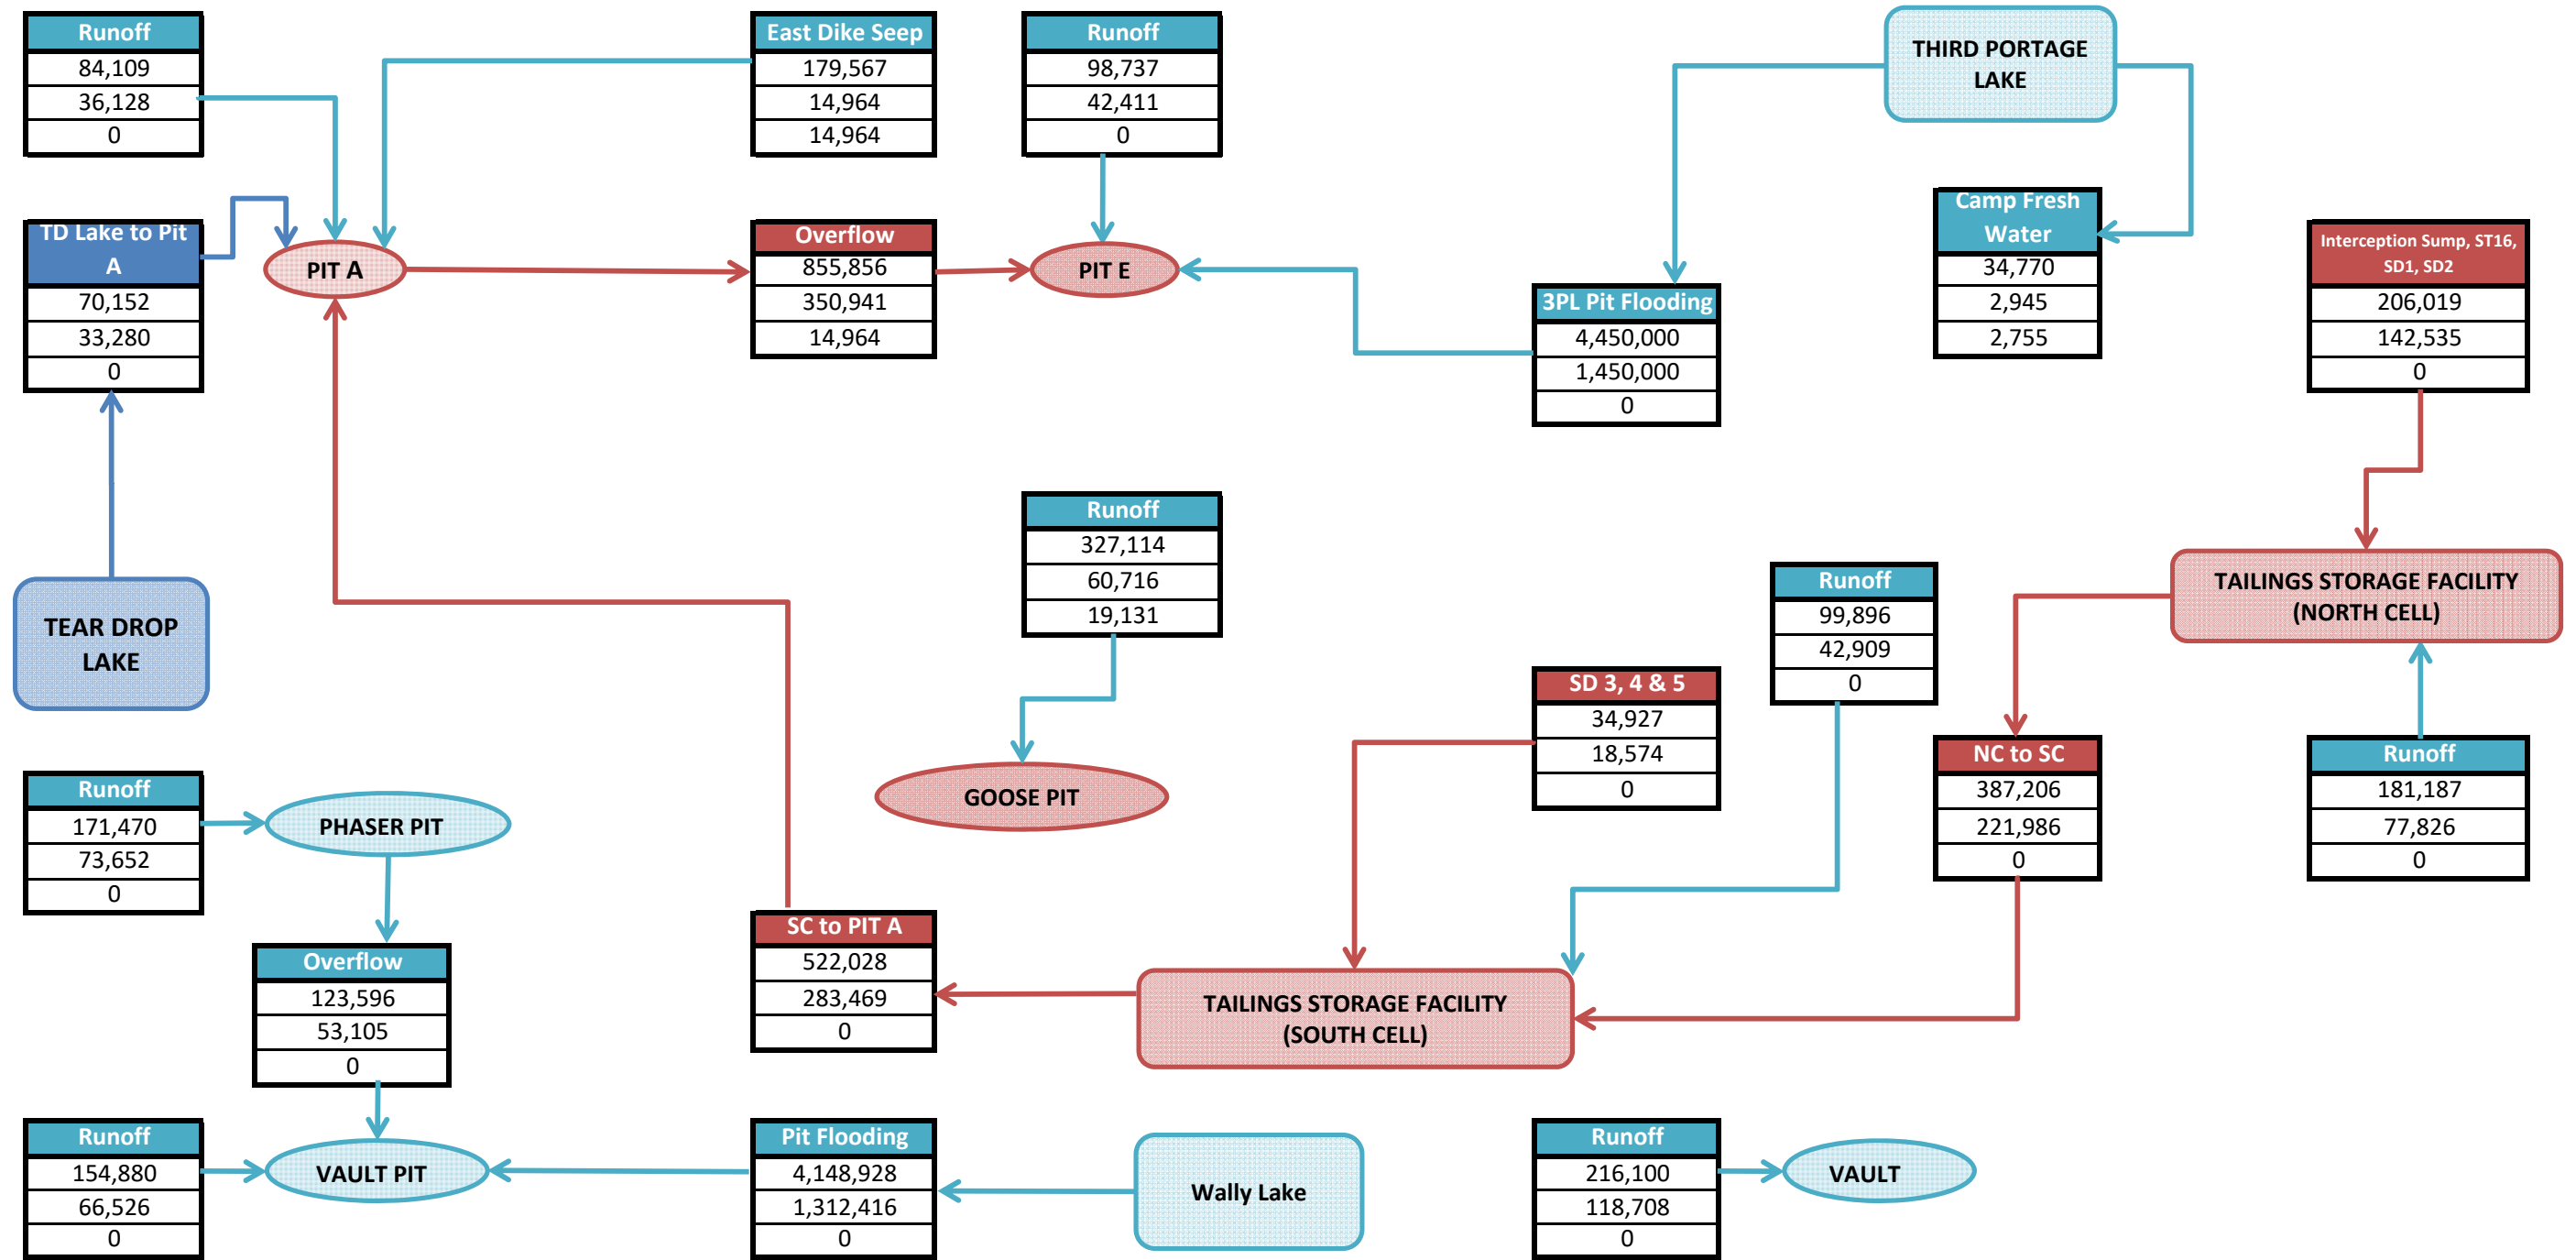 Runoff
84,109
36,128
0
East Dike Seep
179,567
14,964
14,964
Runoff
98,737
42,411
0
THIRD PORTAGE
LAKE
TD Lake to Pit
A
70,152
33,280
0
PIT A
Overflow
855,856
350,941
14,964
PIT E
3PL Pit Flooding
4,450,000
1,450,000
0
Camp Fresh
Water
34,770
2,945
2,755
Interception Sump, ST16,
SD1, SD2
206,019
142,535
0
TEAR DROP
LAKE
Runoff
327,114
60,716
19,131
GOOSE PIT
SD 3, 4 & 5
34,927
18,574
0
Runoff
99,896
42,909
0
TAILINGS STORAGE FACILITY
(NORTH CELL)
NC to SC
387,206
221,986
0
Runoff
181,187
77,826
0
Runoff
171,470
73,652
0
PHASER PIT
Overflow
123,596
53,105
0
SC to PIT A
522,028
283,469
0
TAILINGS STORAGE FACILITY
(SOUTH CELL)
Runoff
154,880
66,526
0
VAULT PIT
Pit Flooding
4,148,928
1,312,416
0
Wally Lake
Runoff
216,100
118,708
0
VAULT